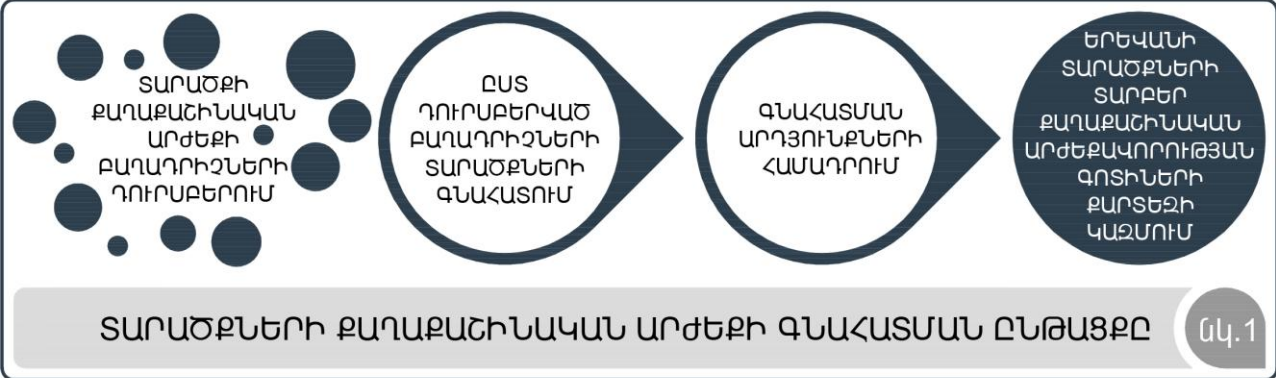 ՏԱՐԱԾՔԻ
ՔԱՂԱՔԱՇԻՆԱԿԱՆ
ԱՐԺԵՔԻ
ԲԱՂԱԴՐԻՉՆԵՐԻ
ԴՈՒՐՍԲԵՐՈՒՄ
ԸՍՏ
ԴՈՒՐՍԲԵՐՎԱԾ
ԲԱՂԱԴՐԻՉՆԵՐԻ
ՏԱՐԱԾՔՆԵՐԻ
ԳՆԱՀԱՏՈՒՄ
ԳՆԱՀԱՏՄԱՆ
ԱՐԴՅՈՒՆՔՆԵՐԻ
ՀԱՄԱԴՐՈՒՄ
ԵՐԵՎԱՆԻ
ՏԱՐԱԾՔՆԵՐԻ
ՏԱՐԲԵՐ
ՔԱՂԱՔԱՇԻՆԱԿԱՆ
ԱՐԺԵՔԱՎՈՐՈՒԹՅԱՆ
ԳՈՏԻՆԵՐԻ
ՔԱՐՏԵԶԻ
ԿԱԶՄՈՒՄ
ՏԱՐԱԾՔՆԵՐԻ ՔԱՂԱՔԱՇԻՆԱԿԱՆ ԱՐԺԵՔԻ ԳՆԱՀԱՏՄԱՆ ԸՆԹԱՑՔԸ
նկ.1